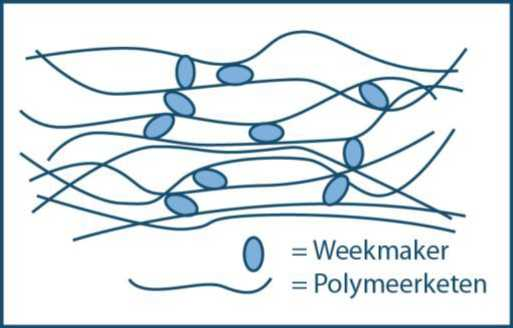 = Weekmaker
= Polymeerketen